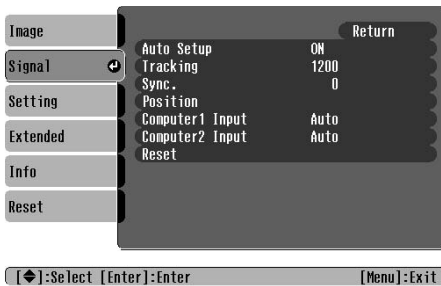 Image
Signal
Setting
Extended
Info
Reset
Return
Auto Setup ON
Tracking 1200
Sync. 0
Position
Computer1 Input Auto
Computer2 Input Auto
Reset
[◆]:Select [Enter]:Enter [Menu]:Exit